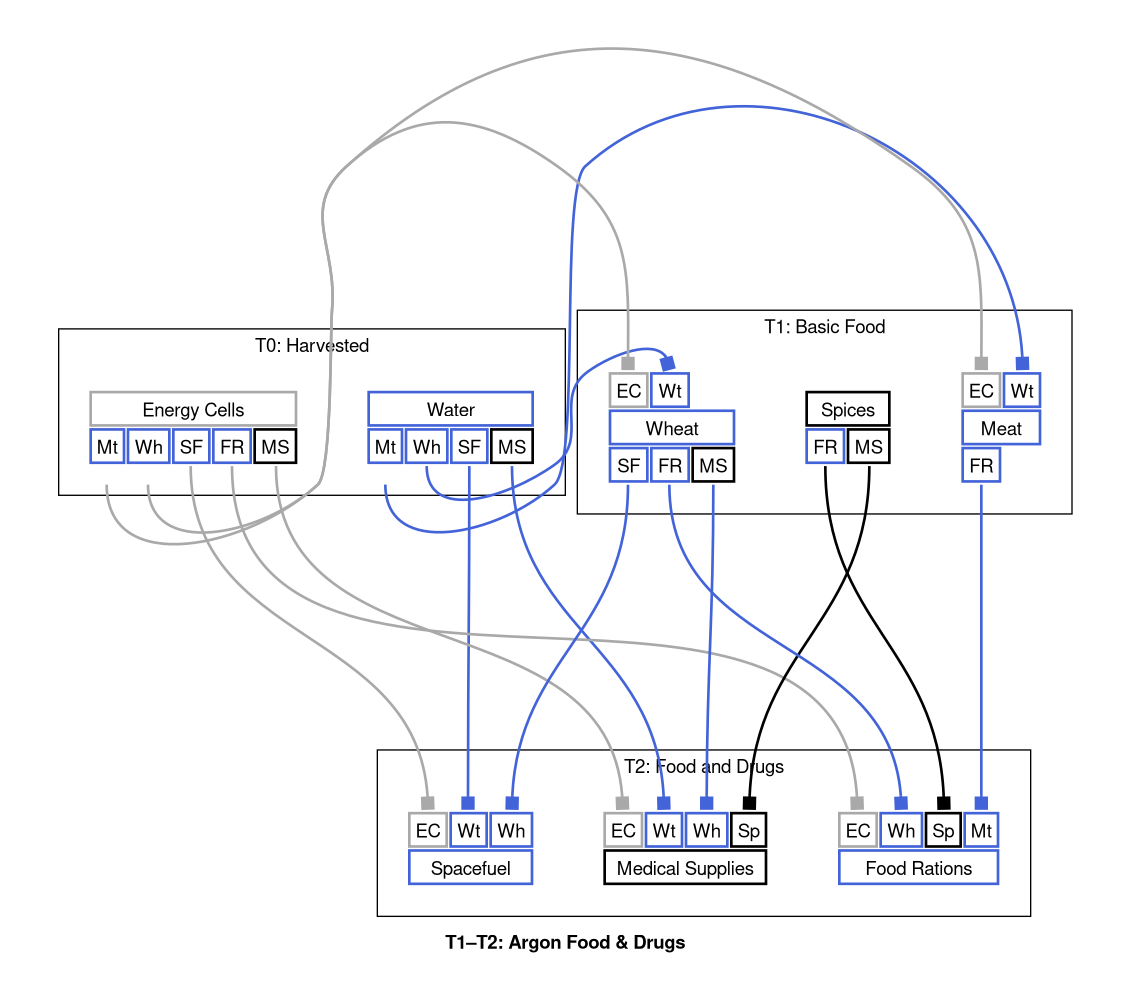 T1: Basic Food
T0: Harvested
EC Wt
EC Wt
Energy Cells
Water
Spices
Wheat
Meat
Mt Wh SF FR MS
Mt Wh SF MS
FR MS
SF FR MS
FR
T2: Food and Drugs
EC Wt Wh
EC Wt Wh Sp
EC Wh Sp Mt
Spacefuel
Medical Supplies
Food Rations
T1–T2: Argon Food & Drugs